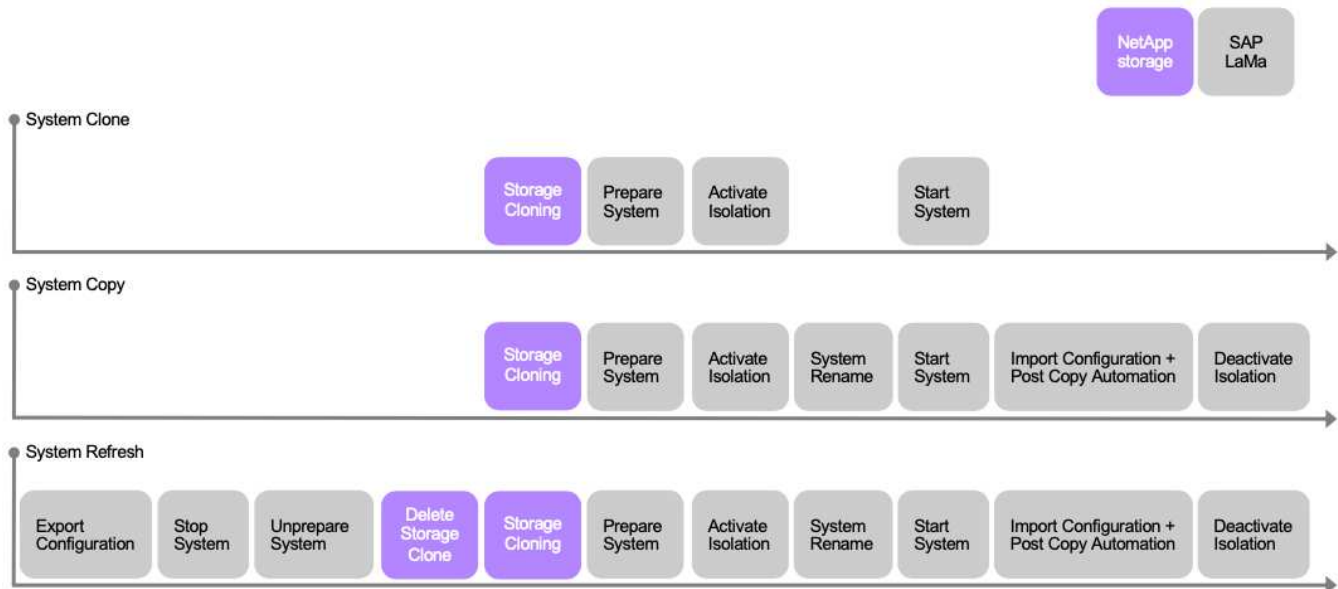 NetApp
storage
SAP
LaMa
System Clone
Storage
Cloning
Prepare
System
Activate
Isolation
Start
System
System Copy
Storage
Cloning
Prepare
System
Activate
Isolation
System
Rename
Start
System
Import Configuration +
Post Copy Automation
Deactivate
Isolation
System Refresh
Export
Configuration
Stop
System
Unprepare
System
Delete
Storage
Clone
Storage
Cloning
Prepare
System
Activate
Isolation
System
Rename
Start
System
Import Configuration +
Post Copy Automation
Deactivate
Isolation